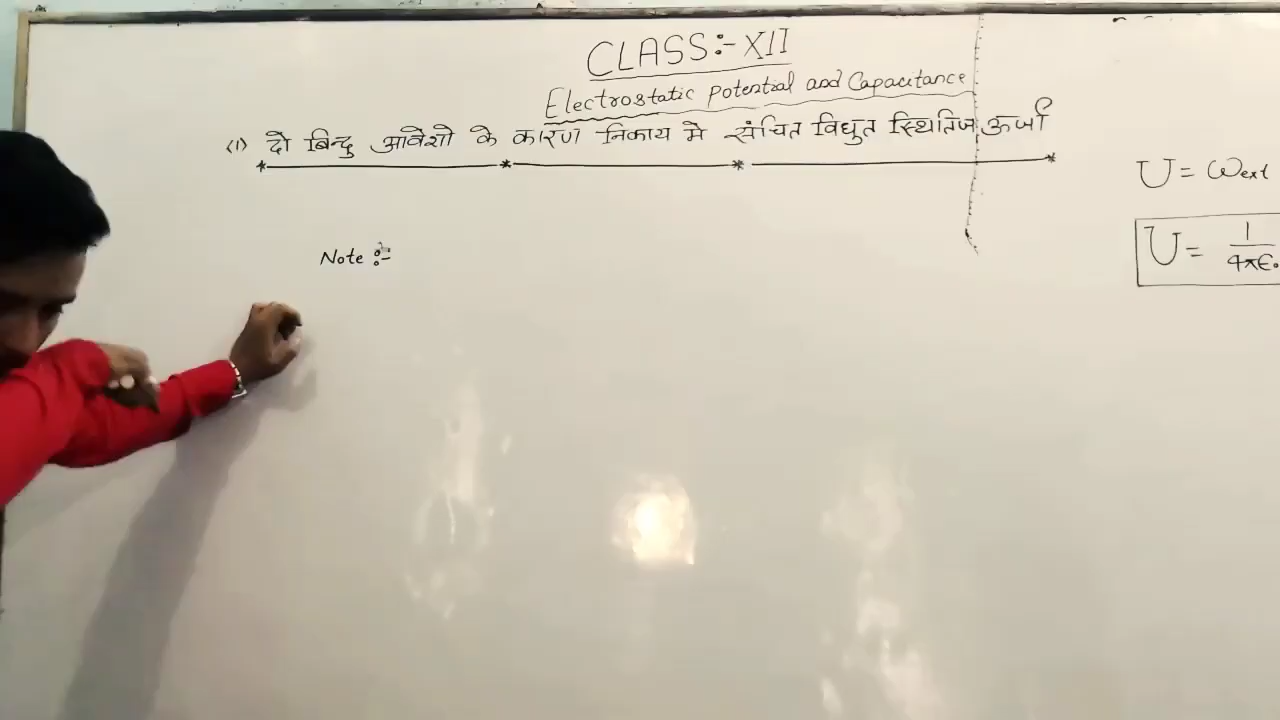 CLASS:- XII
Electrostatic Potential and Capacitance
(1) दो बिन्दु आवेशो के कारण निकाय मे संचित विधुत स्थितिज ऊर्जा
Note :-
U = Wext
U = 1/4πϵ₀